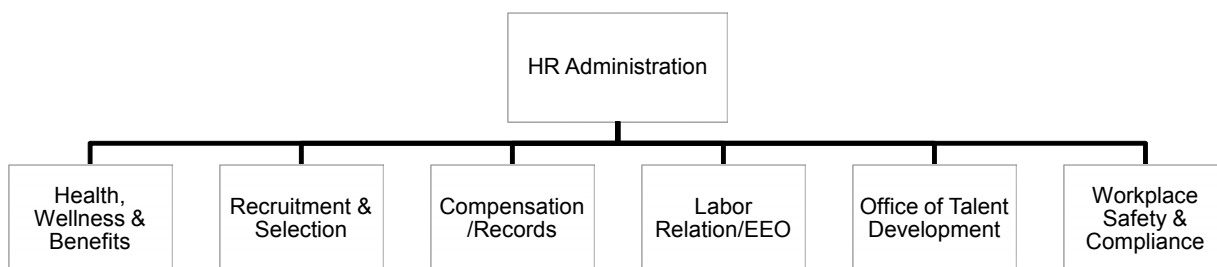 HR Administration
Health,
Wellness &
Benefits
Recruitment &
Selection
Compensation
/Records
Labor
Relation/EEO
Office of Talent
Development
Workplace
Safety &
Compliance